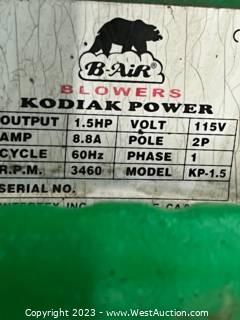 B-AiR
BLOWERS
KODIAK POWER
OUTPUT 1.5HP VOLT 115V
AMP 8.8A POLE 2P
CYCLE 60Hz PHASE 1
R.P.M. 3460 MODEL KP-1.5
SERIAL NO.
Copyright © 2023 - www.WestAuction.com